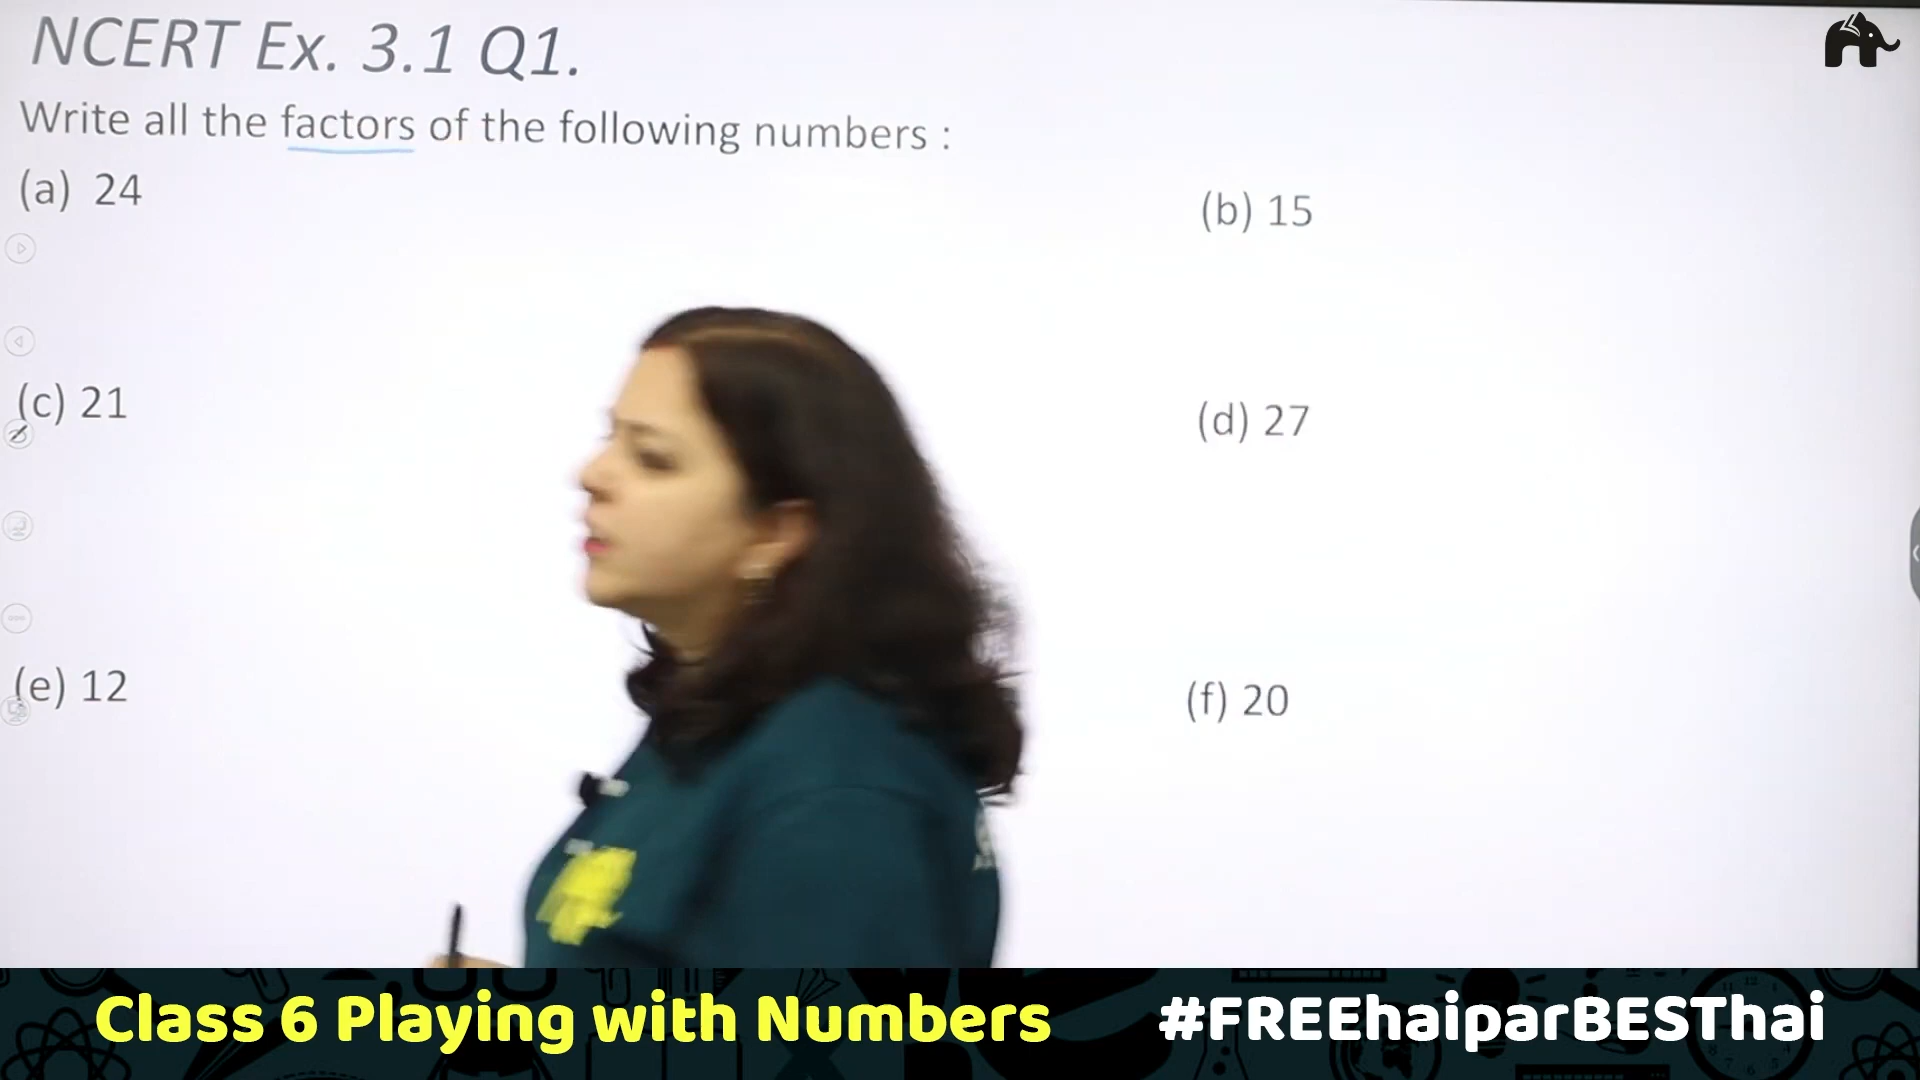 NCERT Ex. 3.1 Q1.
Write all the factors of the following numbers :
(a) 24
(b) 15
(c) 21
(d) 27
(e) 12
(f) 20
Class 6 Playing with Numbers
#FREEhaiparBESThai